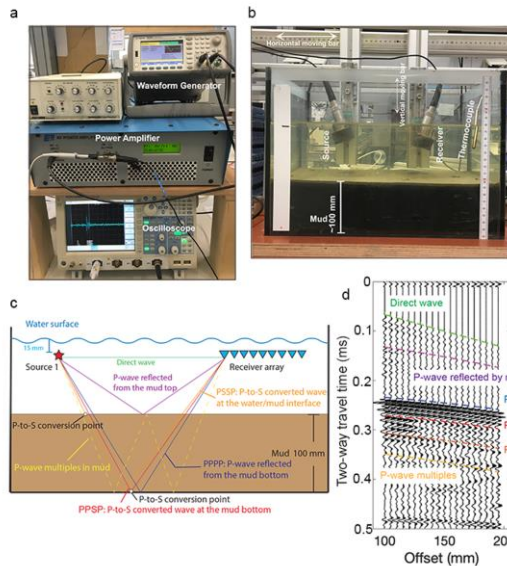 a
Waveform Generator
Power Amplifier
Oscilloscope
b
Horizontal moving bar
Vertical moving bar
Source
Receiver
Thermocouple
Mud
~100 mm
c
Water surface
15 mm
Source 1
Direct wave
Receiver array
P-wave reflected
from the mud top
PSSP: P-to-S converted wave
at the water/mud interface
P-to-S conversion point
P-wave multiples in mud
Mud 100 mm
PPPP: P-wave reflected
from the mud bottom
P-to-S conversion point
PPSP: P-to-S converted wave at the mud bottom
d
0
Direct wave
0.1
P-wave reflected by
0.2
P
0.3
P
P
P-wave multiples
0.4
0.5
Two-way travel time (ms)
100
150
20
Offset (mm)